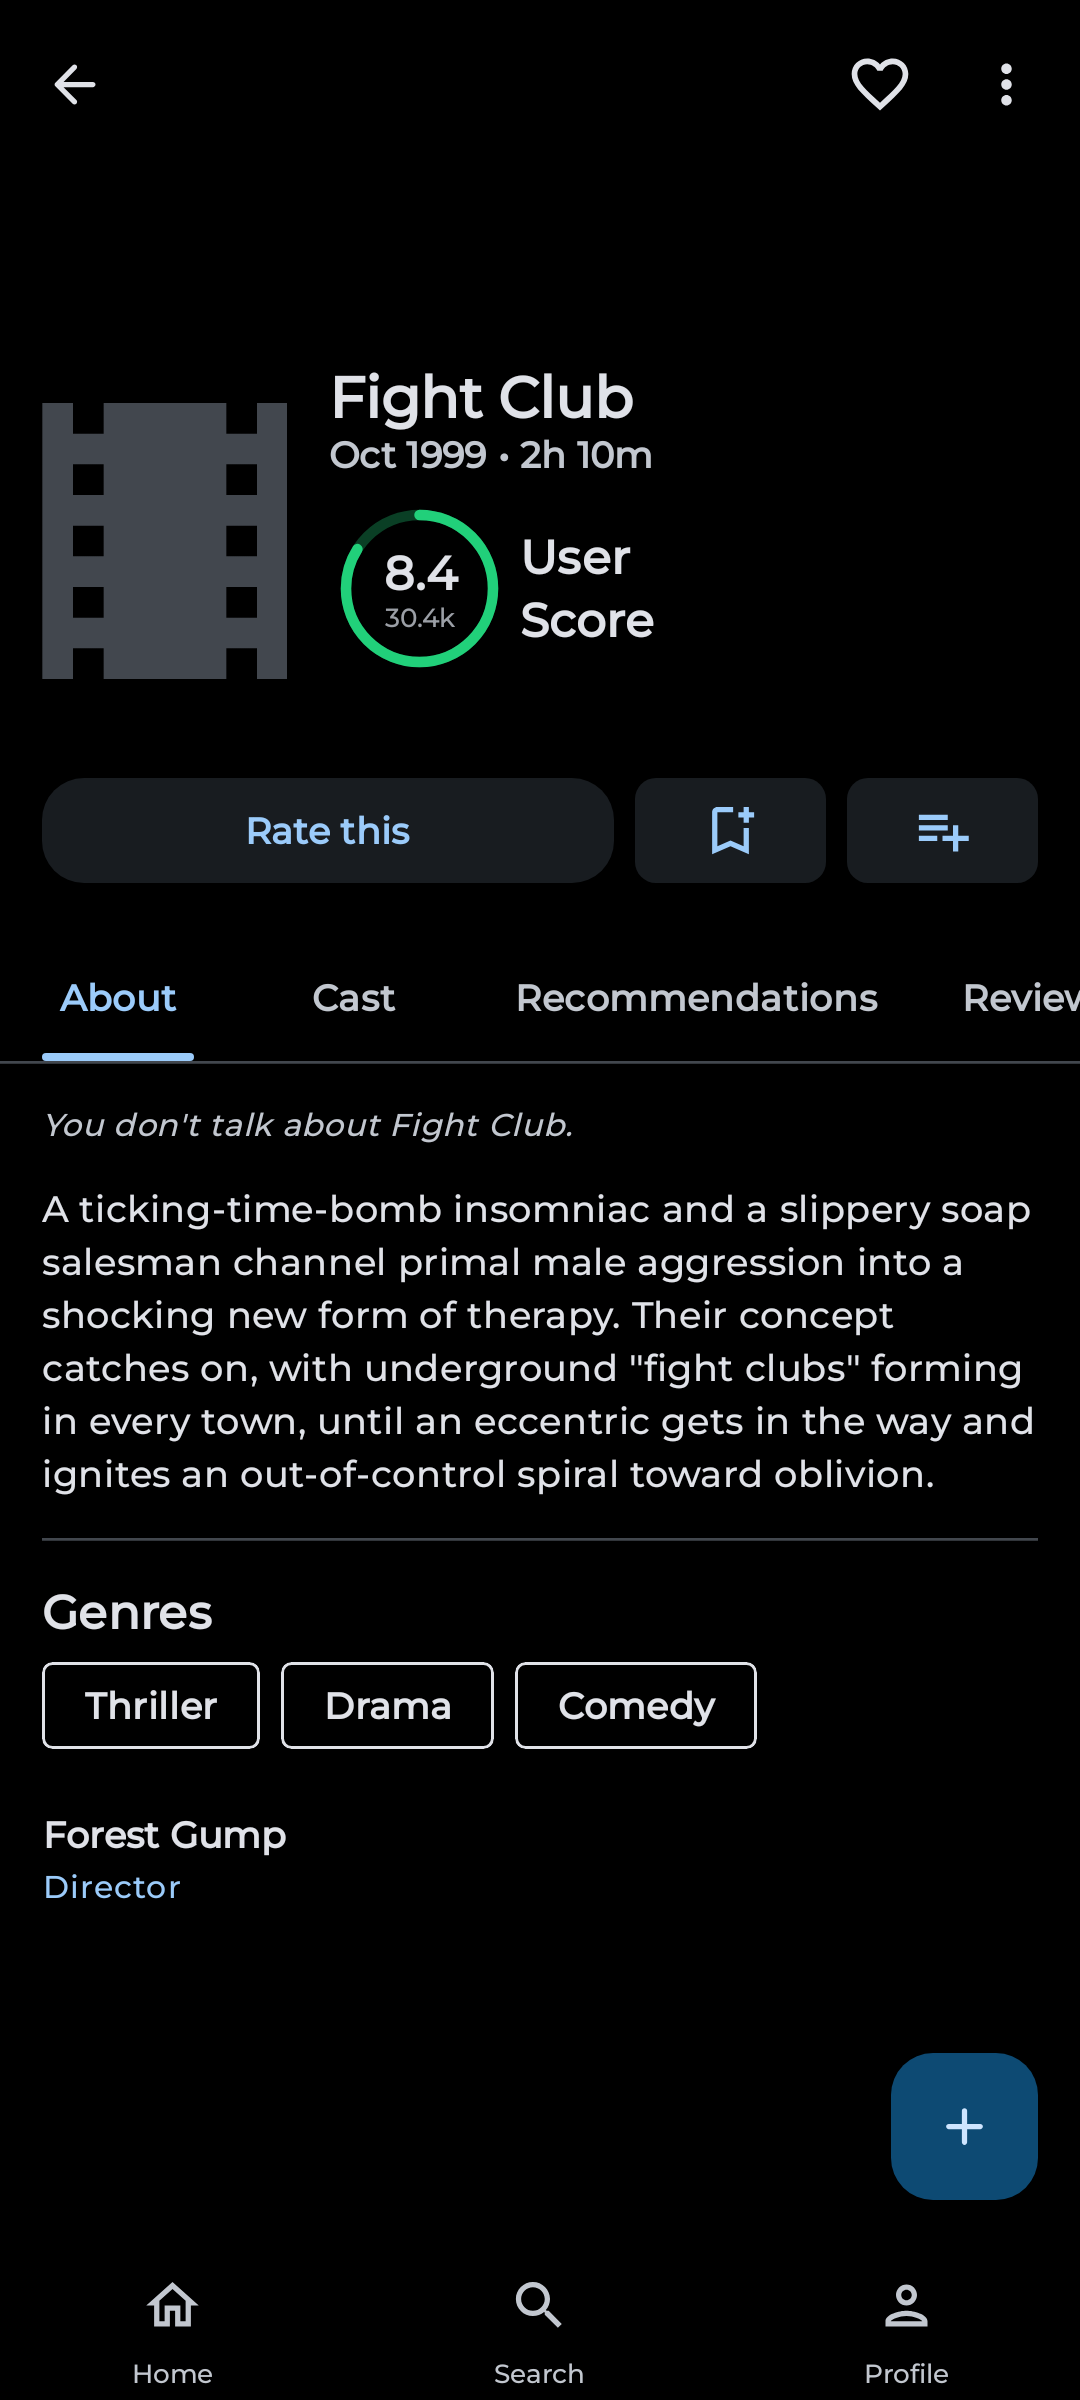 Fight Club
Oct 1999 • 2h 10m
8.4
30.4k
User
Score
Rate this
About
Cast
Recommendations
Review
You don't talk about Fight Club.
A ticking-time-bomb insomniac and a slippery soap
salesman channel primal male aggression into a
shocking new form of therapy. Their concept
catches on, with underground "fight clubs" forming
in every town, until an eccentric gets in the way and
ignites an out-of-control spiral toward oblivion.
Genres
Thriller
Drama
Comedy
Forest Gump
Director
Home
Search
Profile